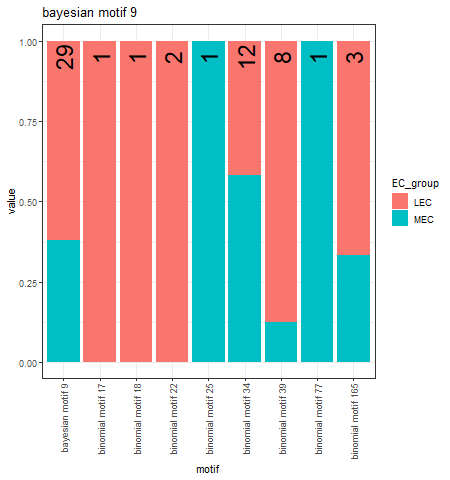 bayesian motif 9
29 1 1 2 1 12 8 1 3
1.00
0.75
0.50
0.25
0.00
value
bayesian motif 9
binomial motif 17
binomial motif 18
binomial motif 22
binomial motif 25
binomial motif 34
binomial motif 39
binomial motif 77
binomial motif 165
motif
EC_group
LEC
MEC